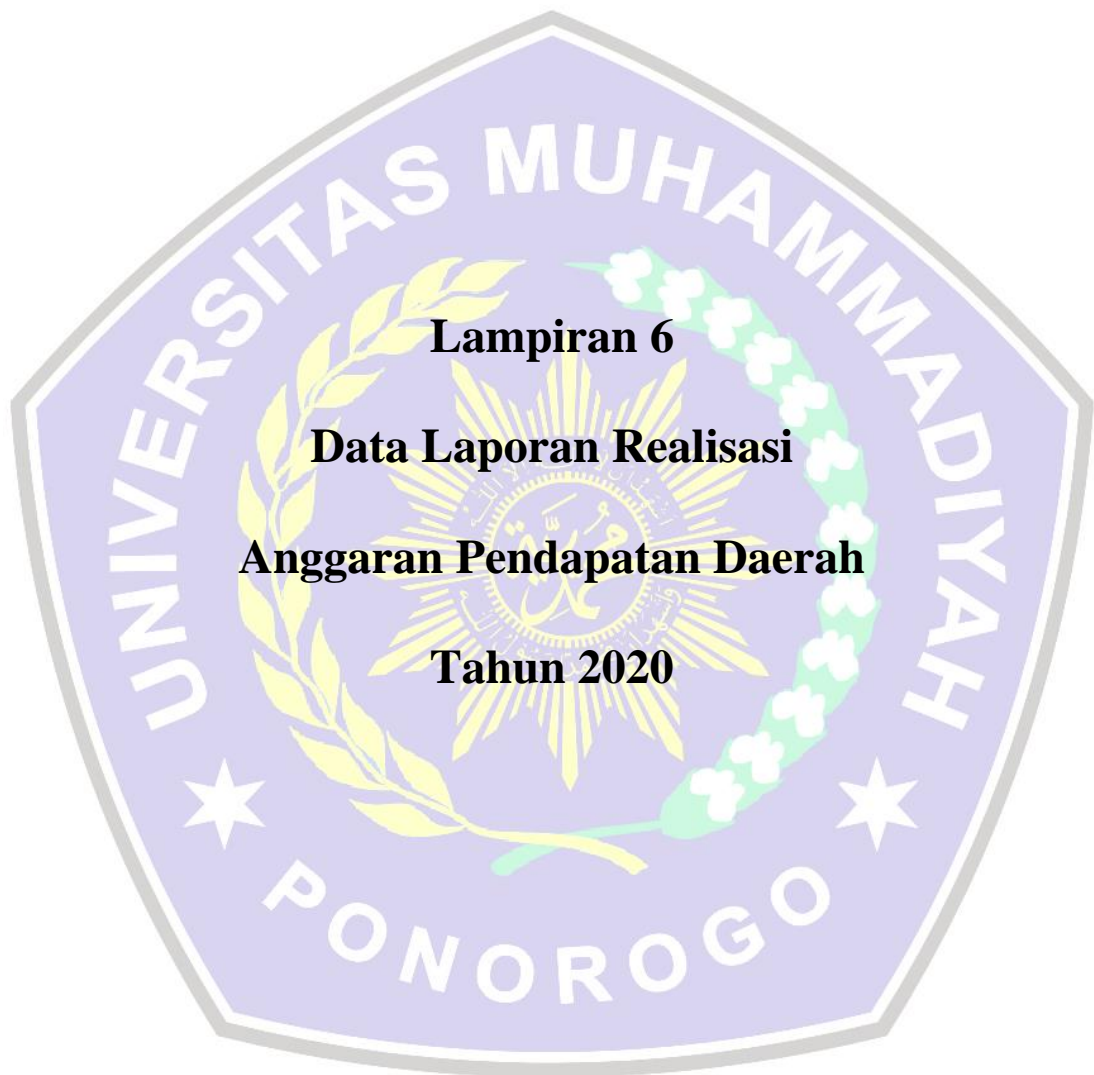 UNIVERSITAS MUHAMMADIYAH
Lampiran 6
Data Laporan Realisasi
Anggaran Pendapatan Daerah
Tahun 2020
PONOROGO